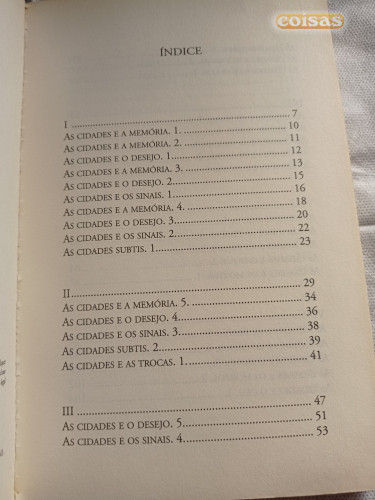 coisas
ÍNDICE
I ........................................................ 7
AS CIDADES E A MEMÓRIA. 1. ........................ 10
AS CIDADES E A MEMÓRIA. 2. ........................ 11
AS CIDADES E O DESEJO. 1 ........................ 12
AS CIDADES E A MEMÓRIA. 3. ........................ 13
AS CIDADES E O DESEJO. 2 ........................ 15
AS CIDADES E OS SINAIS. 1 ........................ 16
AS CIDADES E A MEMÓRIA. 4. ........................ 18
AS CIDADES E O DESEJO. 3 ........................ 20
AS CIDADES E OS SINAIS. 2 ........................ 22
AS CIDADES SUBTIS. 1 ........................ 23
II ........................................................ 29
AS CIDADES E A MEMÓRIA. 5. ........................ 34
AS CIDADES E O DESEJO. 4 ........................ 36
AS CIDADES E OS SINAIS. 3 ........................ 38
AS CIDADES SUBTIS. 2 ........................ 39
AS CIDADES E AS TROCAS. 1 ........................ 41
III ........................................................ 47
AS CIDADES E O DESEJO. 5 ........................ 51
AS CIDADES E OS SINAIS. 4 ........................ 53